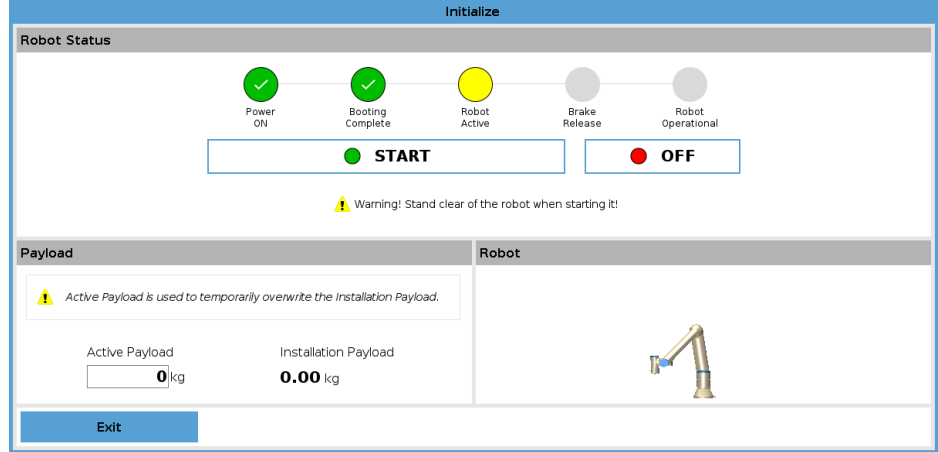 Initialize
Robot Status
Power
ON
Booting
Complete
Robot
Active
Brake
Release
Robot
Operational
START
OFF
Warning! Stand clear of the robot when starting it!
Payload
Robot
Active Payload is used to temporarily overwrite the Installation Payload.
Active Payload
Installation Payload
0 kg
0.00 kg
Exit